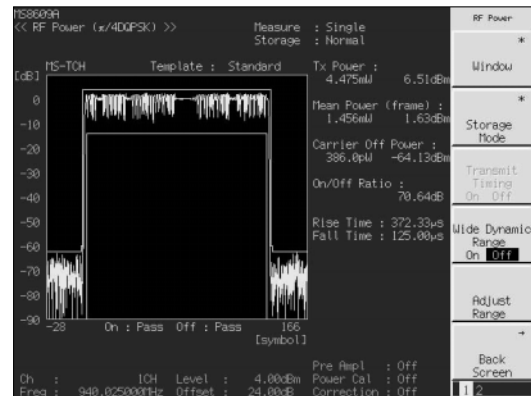 MS8609A
<< RF Power (π/4DQPSK) >>
Measure : Single
Storage : Normal
MS-TCH Template : Standard
[dB]
0
-10
-20
-30
-40
-50
-60
-70
-80
-90
-28 On : Pass Off : Pass 166
[symbol]
Tx Power :
4.475mW 6.51dBm
Mean Power (frame) :
1.456mW 1.63dBm
Carrier Off Power :
386.0pW -64.13dBm
On/Off Ratio :
70.64dB
Rise Time : 372.33μs
Fall Time : 125.00μs
Ch : 1CH Level : 4.00dBm
Freq : 940.025000MHz Offset : 24.00dB
Pre Ampl : Off
Power Cal : Off
Correction : Off
RF Power
*
Window
*
Storage
Mode
Transmit
Timing
On Off
Wide Dynamic
Range
On Off
Adjust
Range
→
Back
Screen
1 2